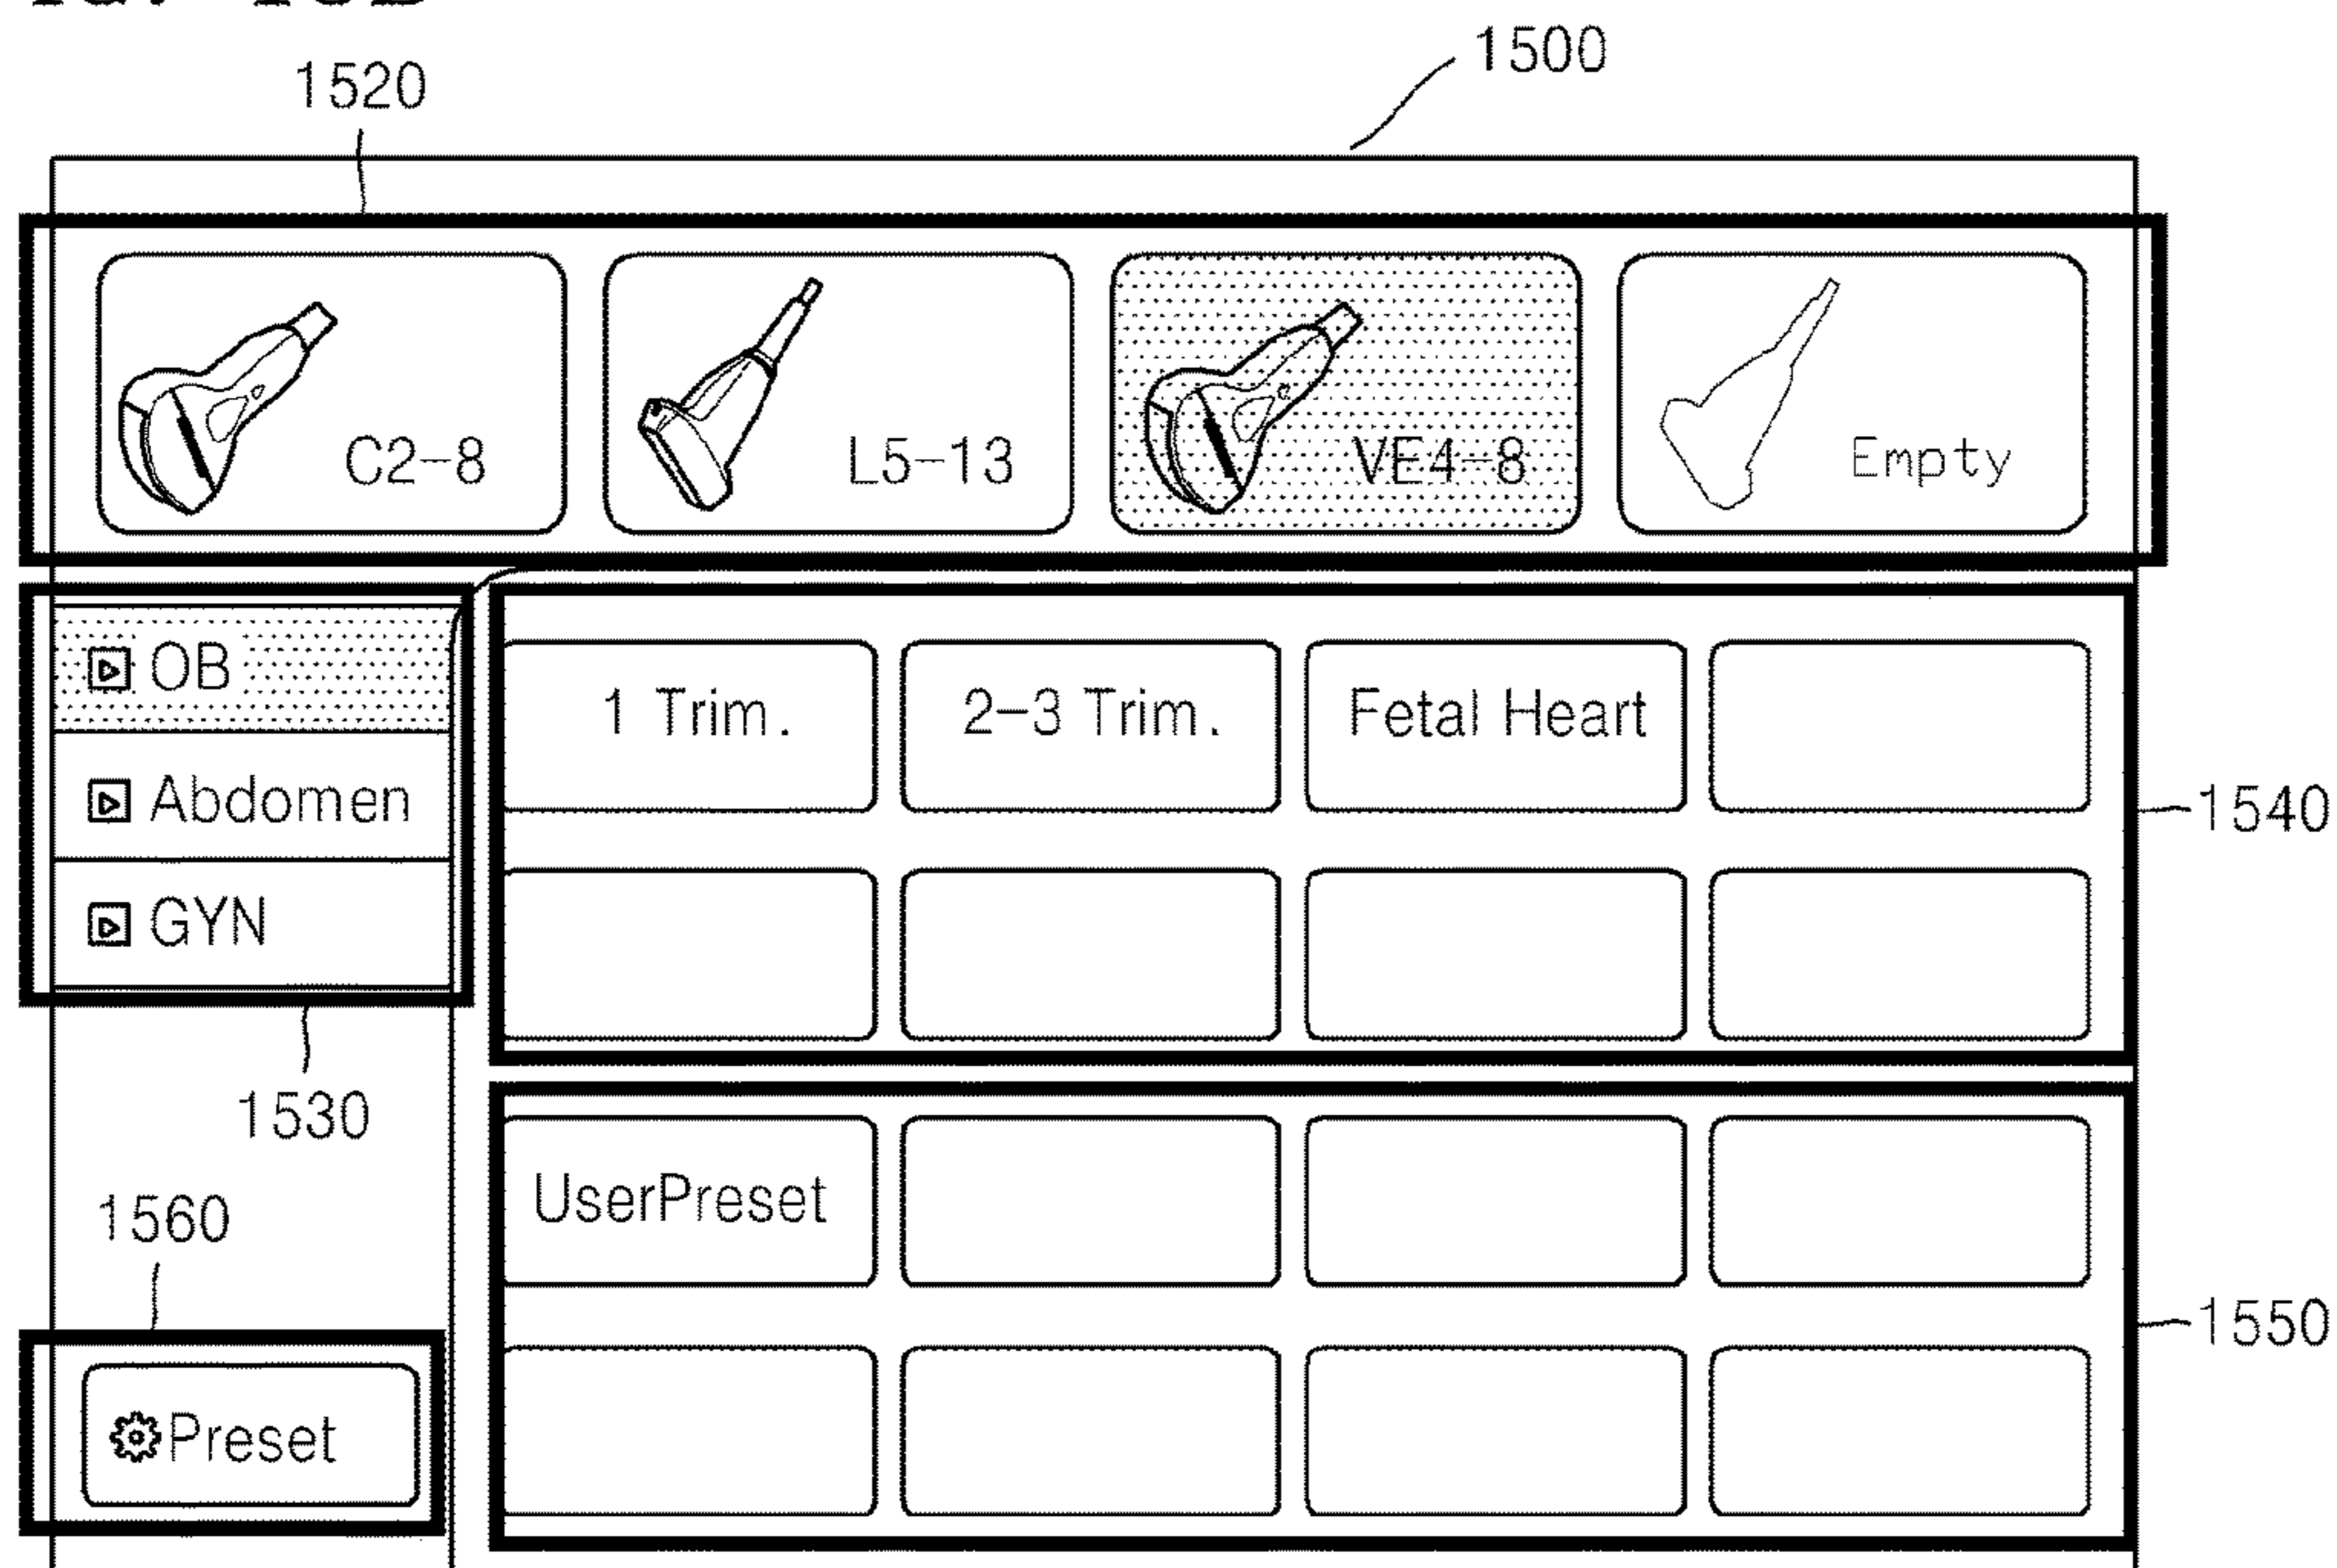 1500
1520
C2-8
L5-13
VE4-8
Empty
OB
Abdomen
GYN
1 Trim.
2-3 Trim.
Fetal Heart
1540
1530
UserPreset
1560
1550
Preset